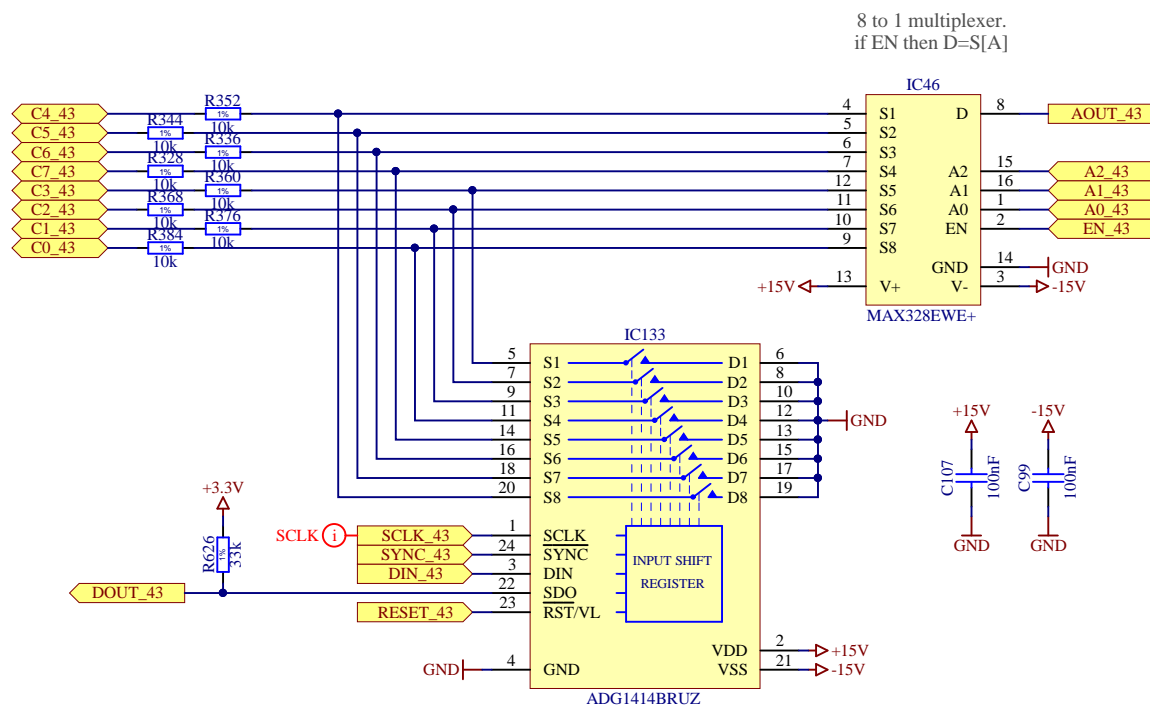 8 to 1 multiplexer.
if EN then D=S[A]
IC46
C4_43 R352 1% 10k 4 S1 D 8 AOUT_43
C5_43 R344 1% 10k 5 S2
C6_43 R336 1% 10k 6 S3
C7_43 R328 1% 10k 7 S4 A2 15 A2_43
C3_43 R360 1% 10k 12 S5 A1 16 A1_43
C2_43 R368 1% 10k 11 S6 A0 1 A0_43
C1_43 R376 1% 10k 10 S7 EN 2 EN_43
C0_43 R384 1% 10k 9 S8
GND 14 GND
+15V 13 V+ V- 3 -15V
MAX328EWE+
IC133
5 S1 D1 6
7 S2 D2 8
9 S3 D3 10
11 S4 D4 12 GND
14 S5 D5 13
16 S6 D6 15
18 S7 D7 17
20 S8 D8 19
+15V
C107
100nF
GND
-15V
C99
100nF
GND
+3.3V
R626
1%
33k
SCLK i SCLK_43 1 SCLK
SYNC_43 24 SYNC
DIN_43 3 DIN
DOUT_43 22 SDO
RESET_43 23 RST/VL
INPUT SHIFT
REGISTER
VDD 2 +15V
GND 4 GND VSS 21 -15V
ADG1414BRUZ